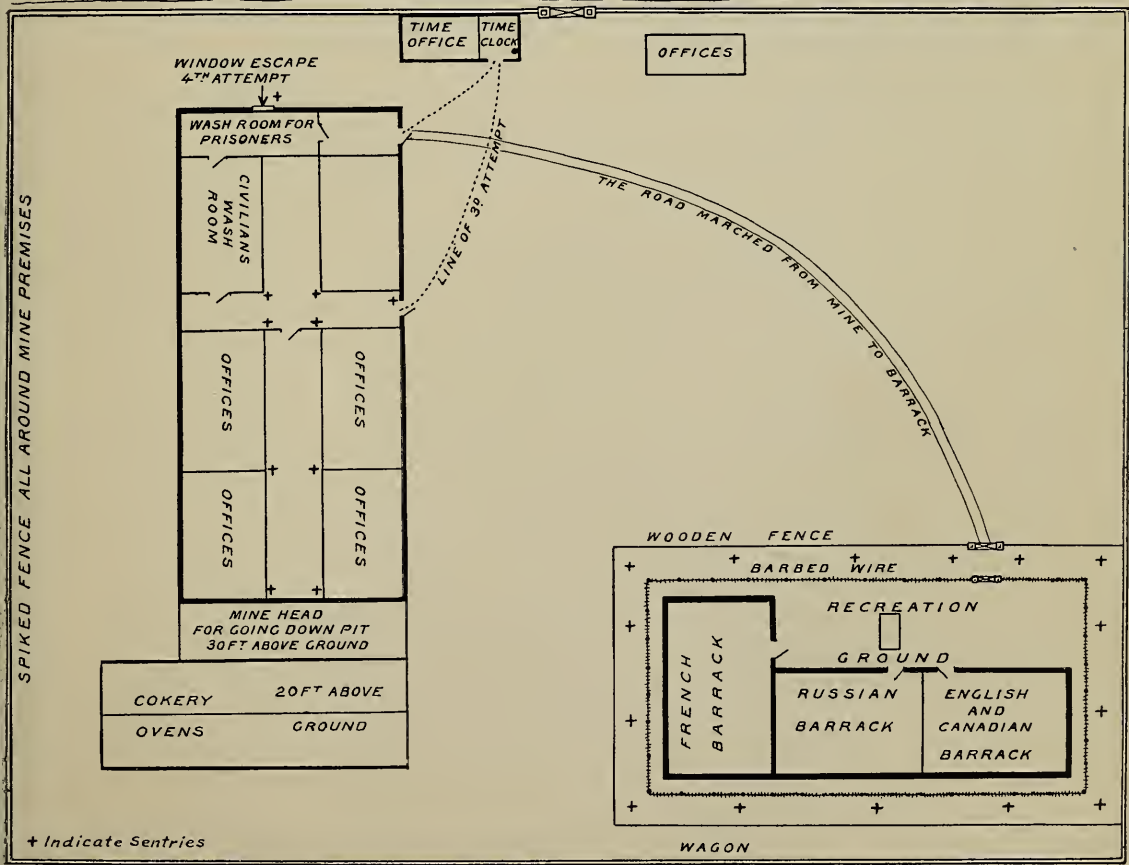 TIME
OFFICE
TIME
CLOCK
OFFICES
WINDOW ESCAPE
4TH ATTEMPT
WASH ROOM FOR
PRISONERS
CIVILIANS
WASH
ROOM
LINE OF 3D ATTEMPT
THE ROAD MARCHED FROM MINE TO BARRACK
SPIKED FENCE ALL AROUND MINE PREMISES
OFFICES
OFFICES
OFFICES
OFFICES
MINE HEAD
FOR GOING DOWN PIT
30FT ABOVE GROUND
COKERY 20FT ABOVE
OVENS GROUND
WOODEN FENCE
BARBED WIRE
RECREATION
GROUND
FRENCH
BARRACK
RUSSIAN
BARRACK
ENGLISH
AND
CANADIAN
BARRACK
+ Indicate Sentries
WAGON